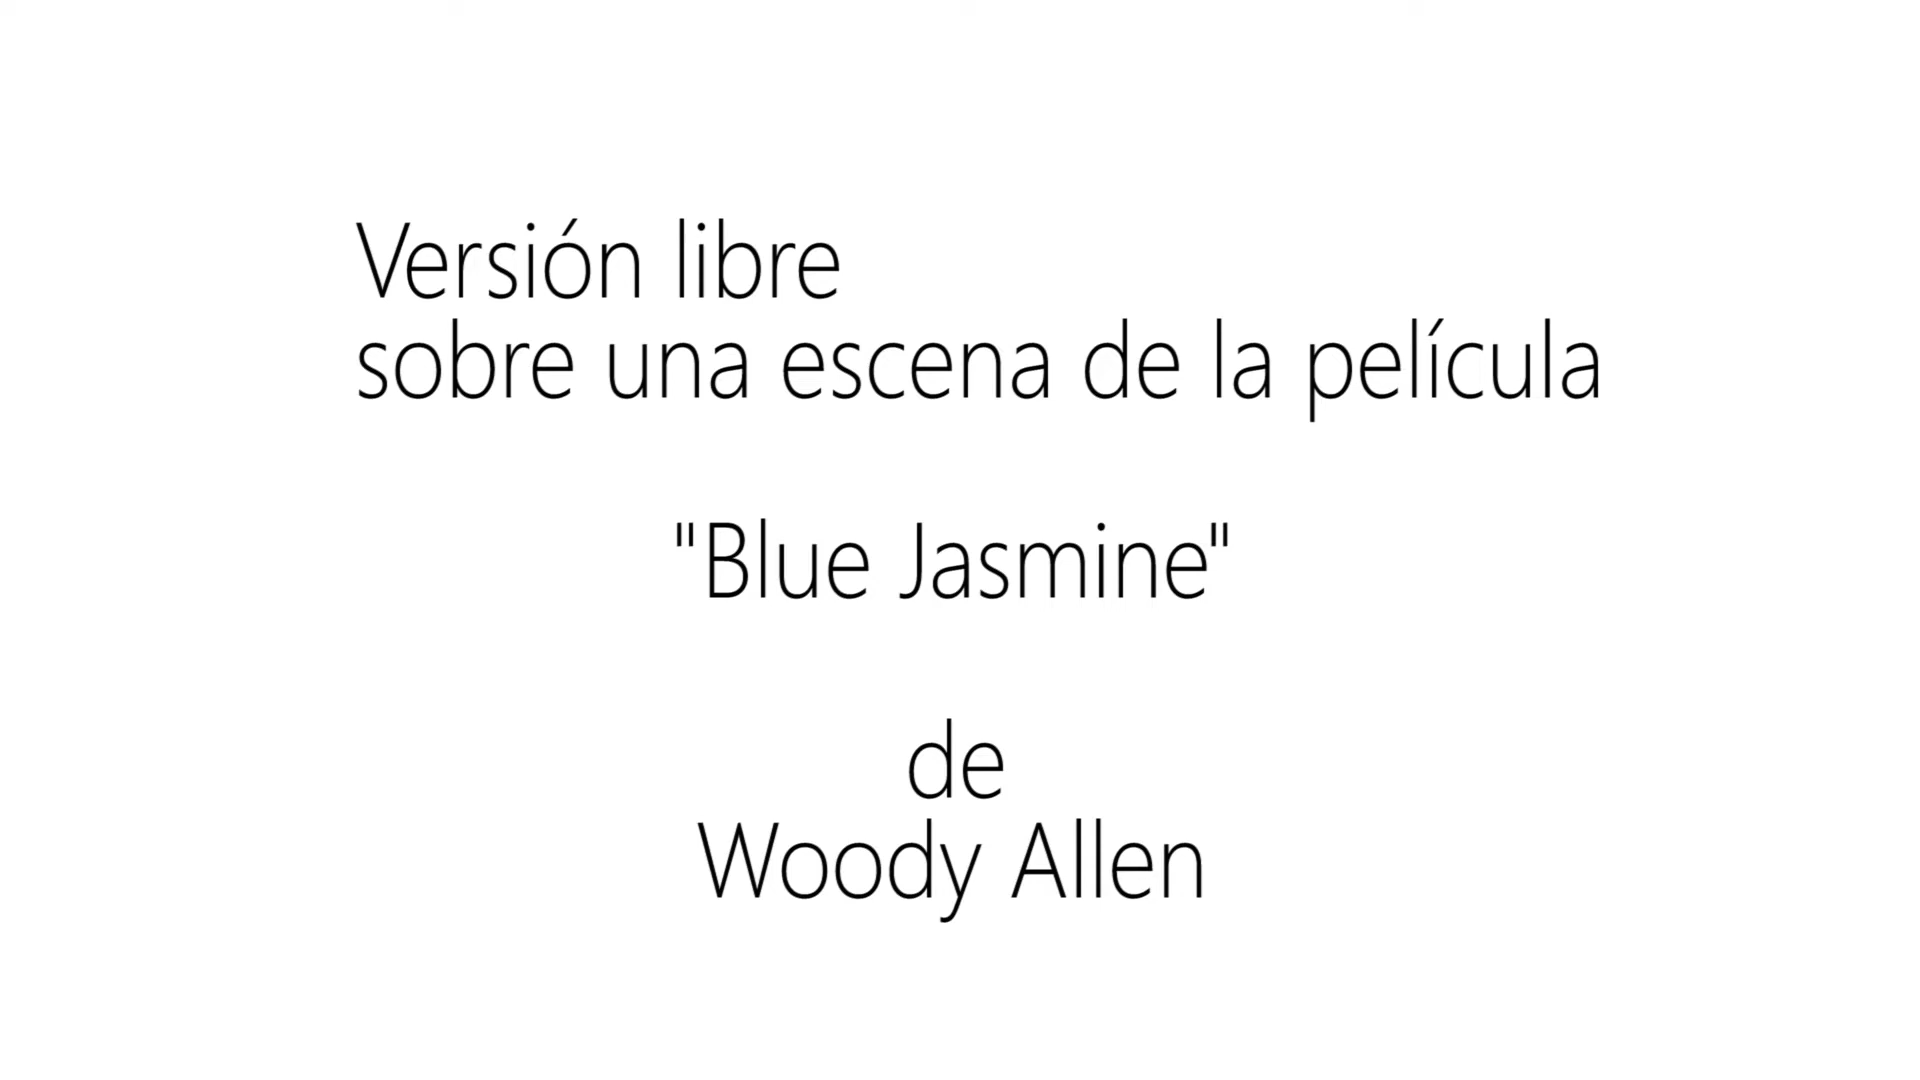 Versión libre
sobre una escena de la película
"Blue Jasmine"
de
Woody Allen